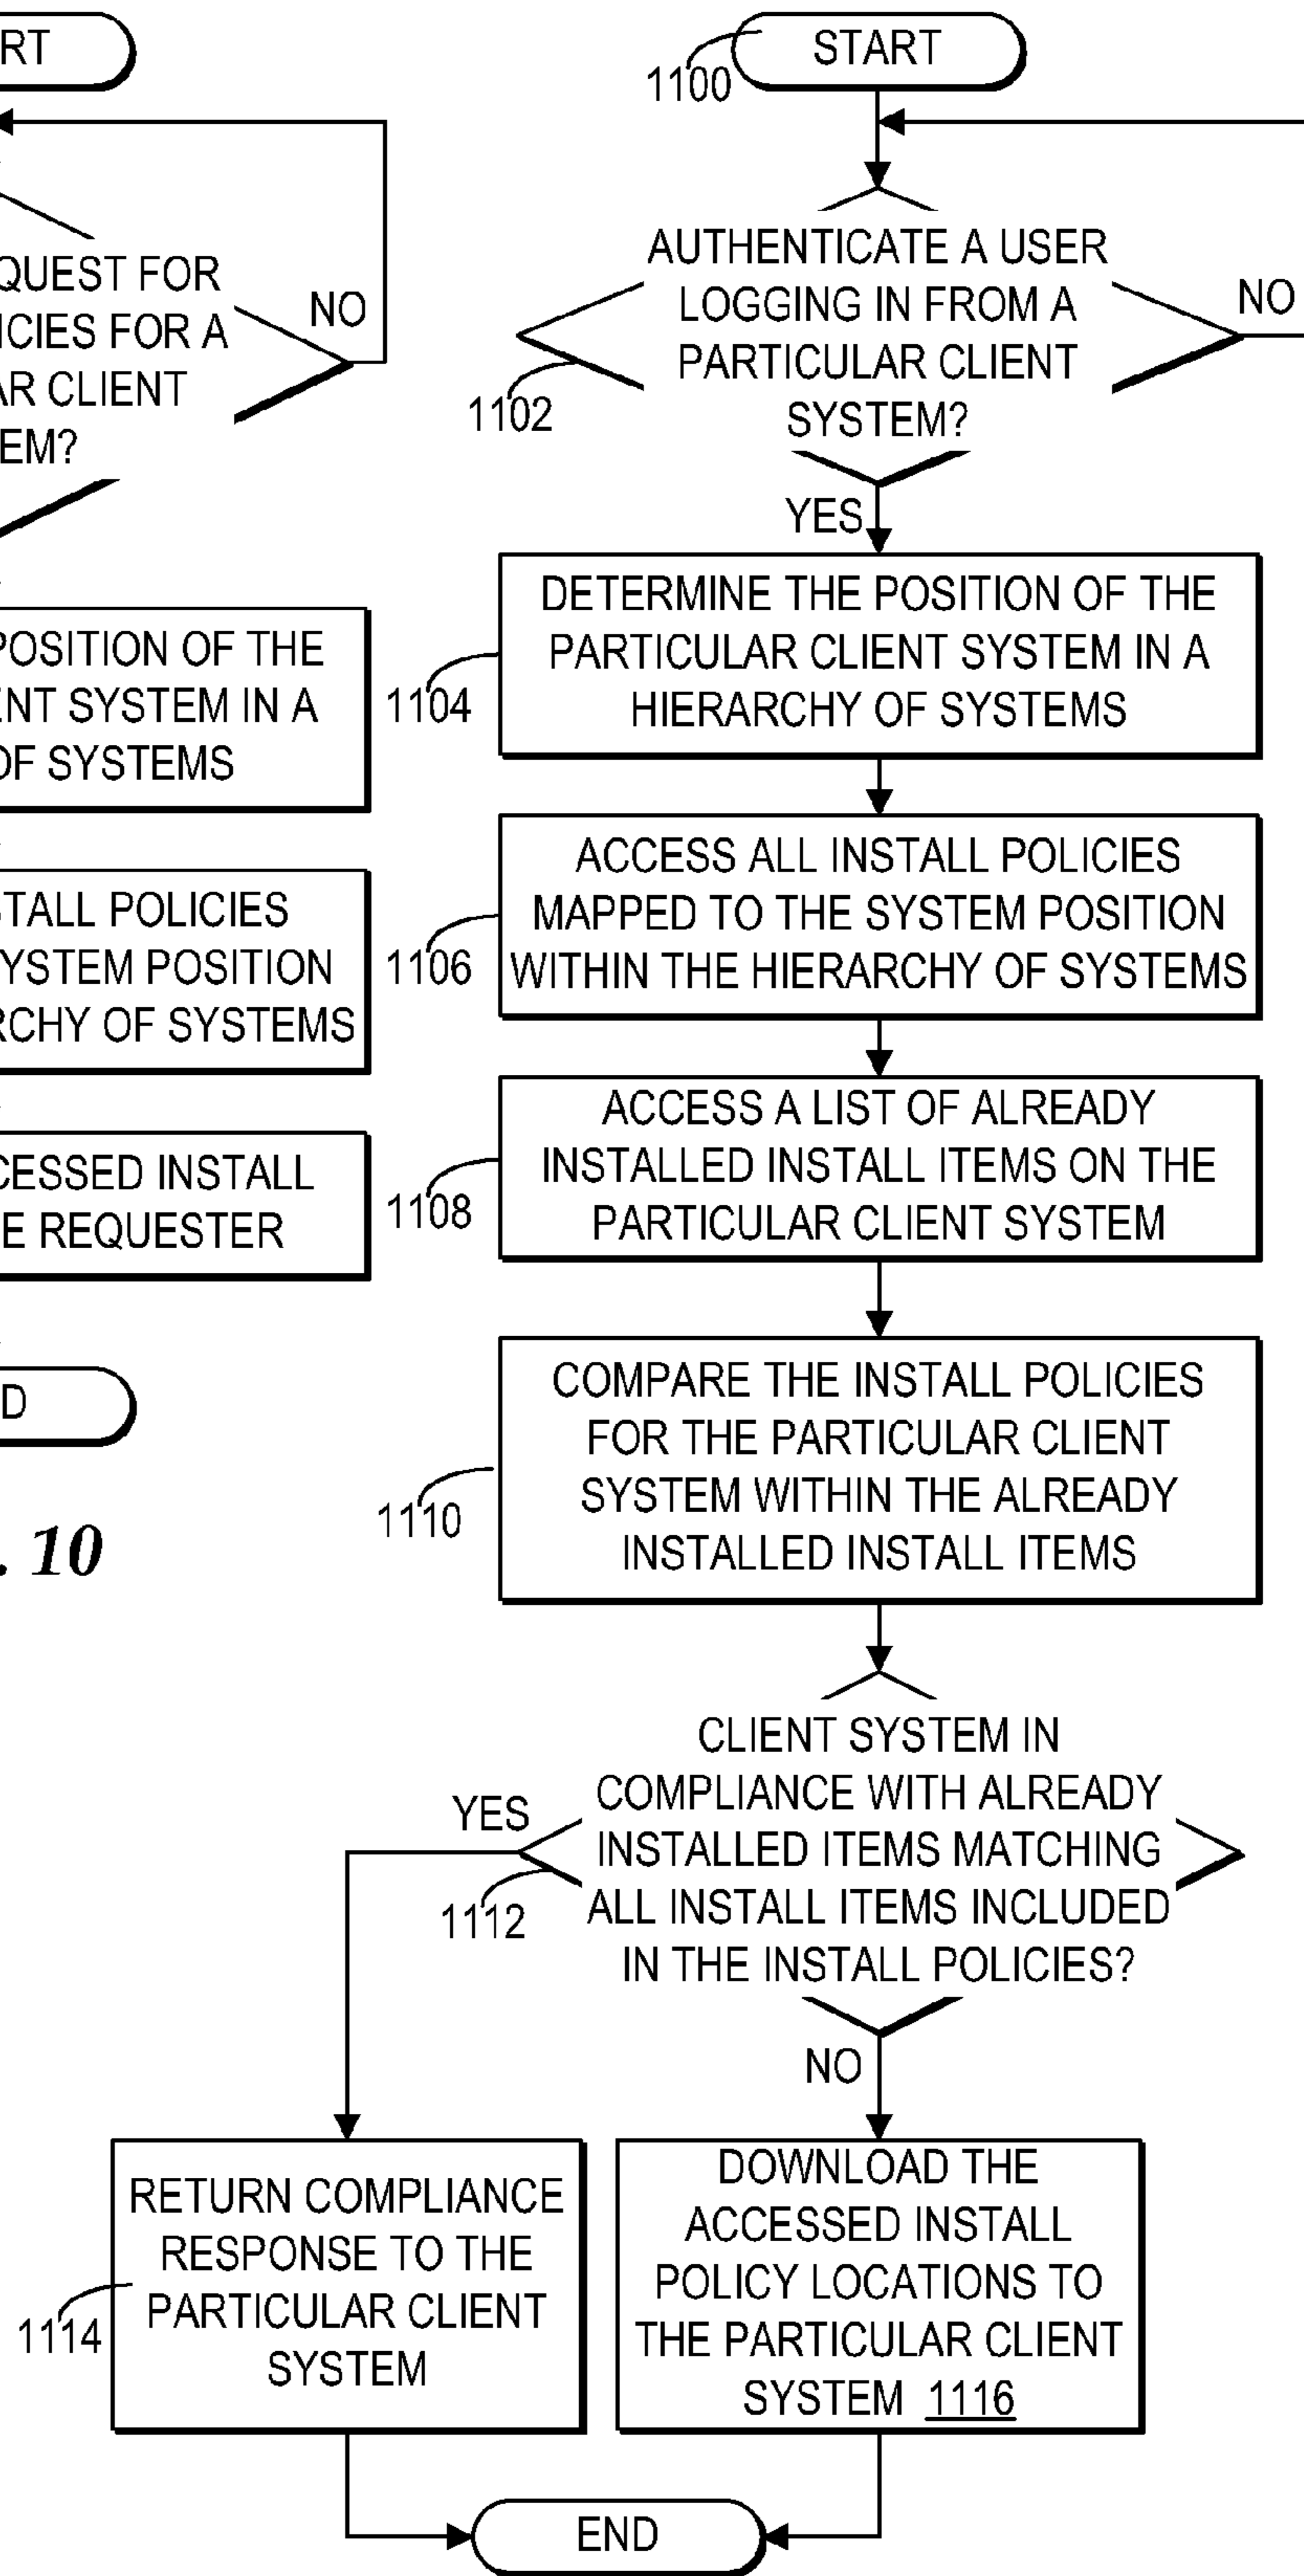 RT
QUEST FOR
ICIES FOR A
AR CLIENT
EM?
NO
POSITION OF THE
ENT SYSTEM IN A
OF SYSTEMS
STALL POLICIES
YSTEM POSITION
RCHY OF SYSTEMS
CESSED INSTALL
E REQUESTER
D
. 10
START
1100
AUTHENTICATE A USER
LOGGING IN FROM A
PARTICULAR CLIENT
SYSTEM?
1102
NO
YES
DETERMINE THE POSITION OF THE
PARTICULAR CLIENT SYSTEM IN A
HIERARCHY OF SYSTEMS
1104
ACCESS ALL INSTALL POLICIES
MAPPED TO THE SYSTEM POSITION
WITHIN THE HIERARCHY OF SYSTEMS
1106
ACCESS A LIST OF ALREADY
INSTALLED INSTALL ITEMS ON THE
PARTICULAR CLIENT SYSTEM
1108
COMPARE THE INSTALL POLICIES
FOR THE PARTICULAR CLIENT
SYSTEM WITHIN THE ALREADY
INSTALLED INSTALL ITEMS
1110
CLIENT SYSTEM IN
COMPLIANCE WITH ALREADY
INSTALLED ITEMS MATCHING
ALL INSTALL ITEMS INCLUDED
IN THE INSTALL POLICIES?
YES
1112
NO
RETURN COMPLIANCE
RESPONSE TO THE
PARTICULAR CLIENT
SYSTEM
1114
DOWNLOAD THE
ACCESSED INSTALL
POLICY LOCATIONS TO
THE PARTICULAR CLIENT
SYSTEM 1116
END